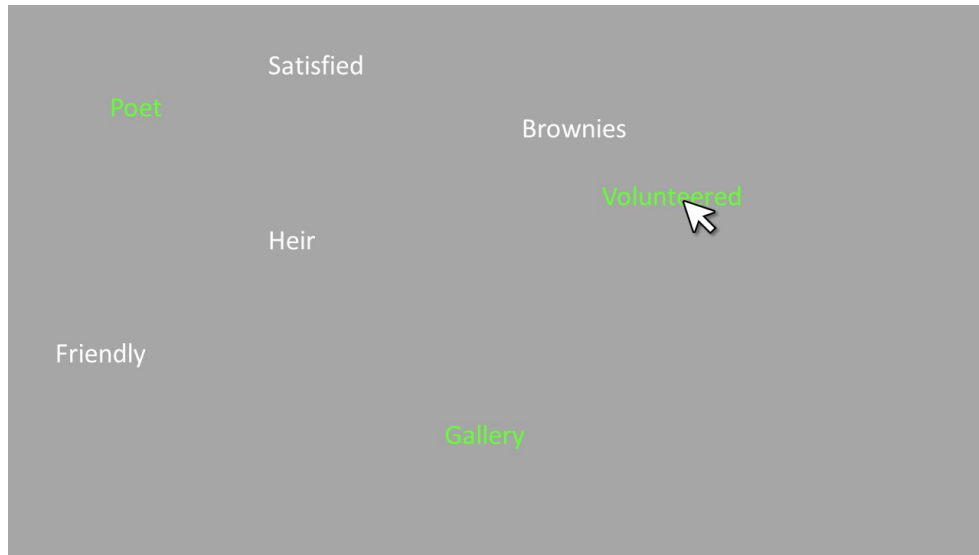 Satisfied
Poet
Brownies
Volunteered
Heir
Friendly
Gallery